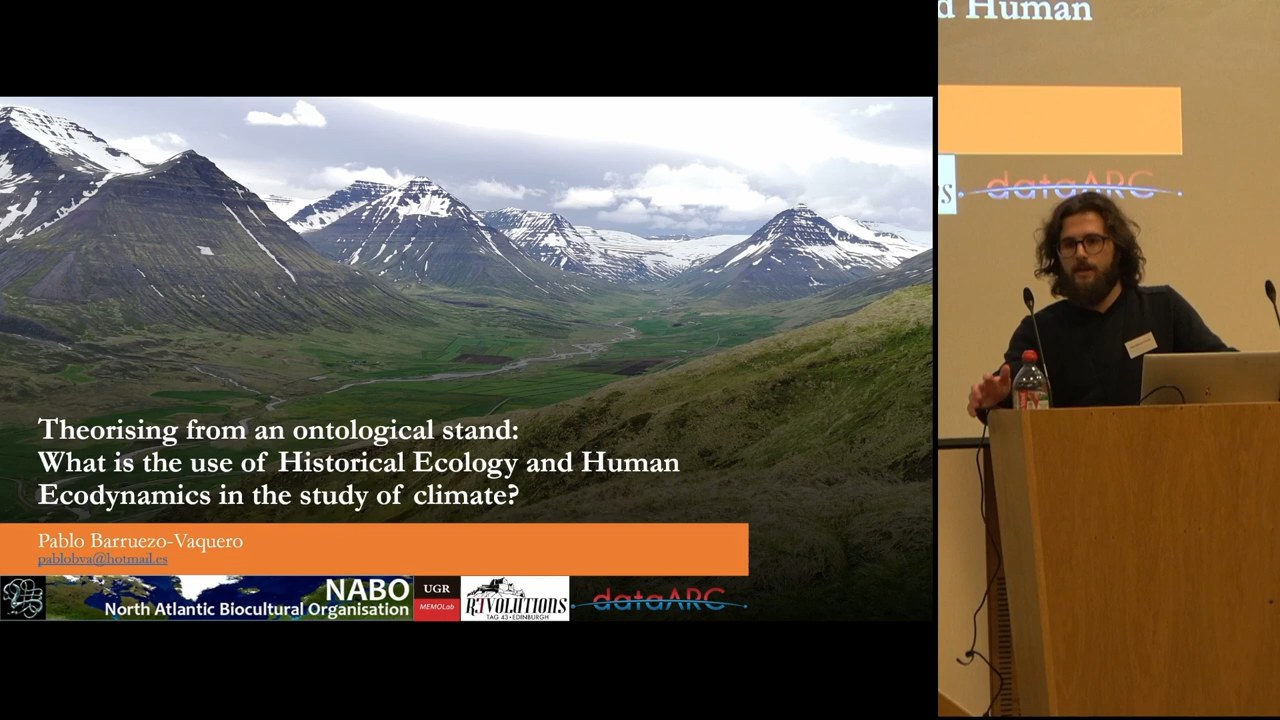 Theorising from an ontological stand:
What is the use of Historical Ecology and Human
Ecodynamics in the study of climate?
Pablo Barruezo-Vaquero
pablobva@hotmail.es
NABO
North Atlantic Biocultural Organisation
UGR
MEMOLab
REVOLUTIONS
TAG 43 • EDINBURGH
dataARC
d Human
s
dataARC